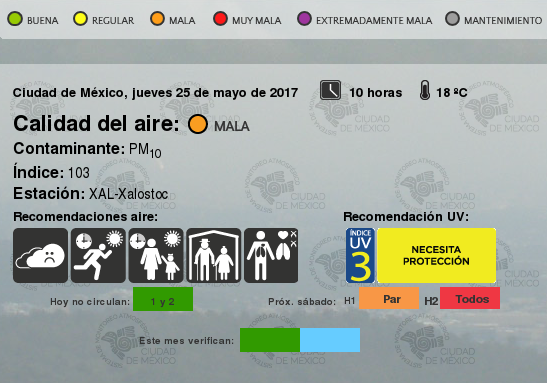 BUENA REGULAR MALA MUY MALA EXTREMADAMENTE MALA MANTENIMIENTO
Ciudad de México, jueves 25 de mayo de 2017 10 horas 18 ºC
Calidad del aire: MALA
Contaminante: PM10
Índice: 103
Estación: XAL-Xalostoc
Recomendaciones aire: Recomendación UV:
ÍNDICE
UV
3
NECESITA
PROTECCIÓN
Hoy no circulan: 1 y 2 Próx. sábado: H1 Par H2 Todos
Este mes verifican:
CIUDAD
DE MÉXICO